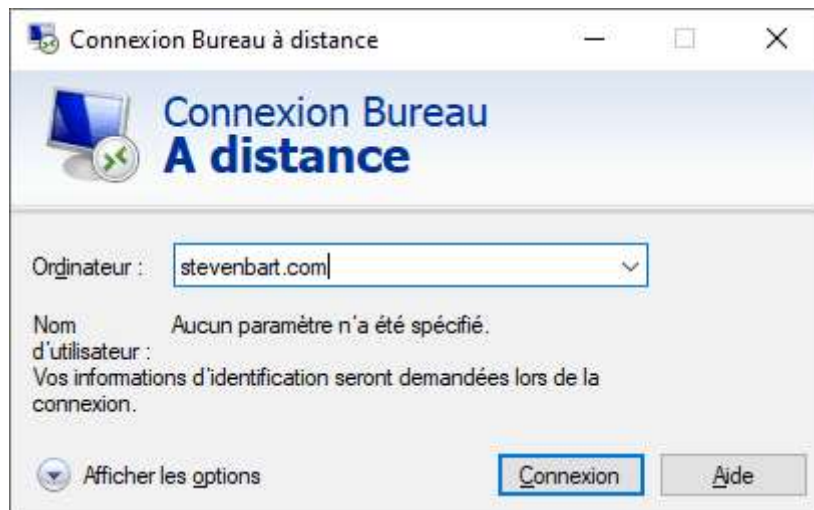 Connexion Bureau à distance
Connexion Bureau
A distance
Ordinateur :
stevenbart.com
Nom
d'utilisateur :
Aucun paramètre n'a été spécifié.
Vos informations d'identification seront demandées lors de la
connexion.
Afficher les options
Connexion
Aide